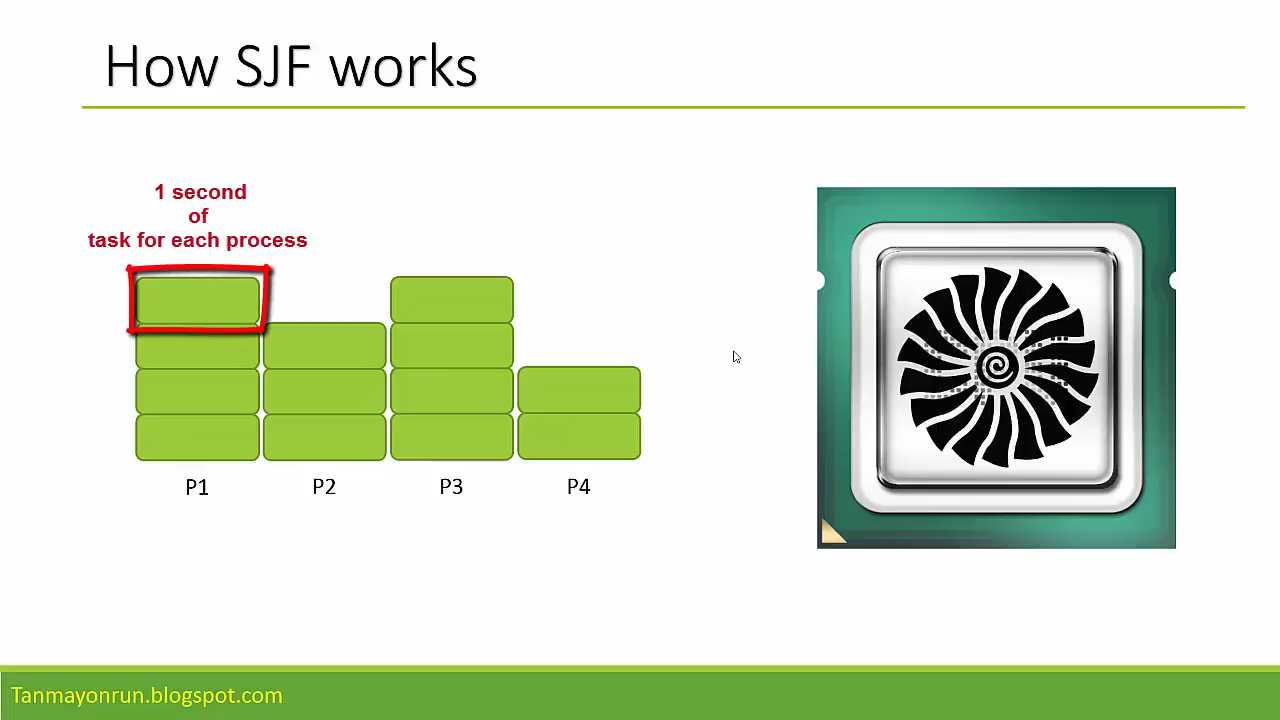 How SJF works
1 second
of
task for each process
P1
P2
P3
P4
Tanmayonrun.blogspot.com